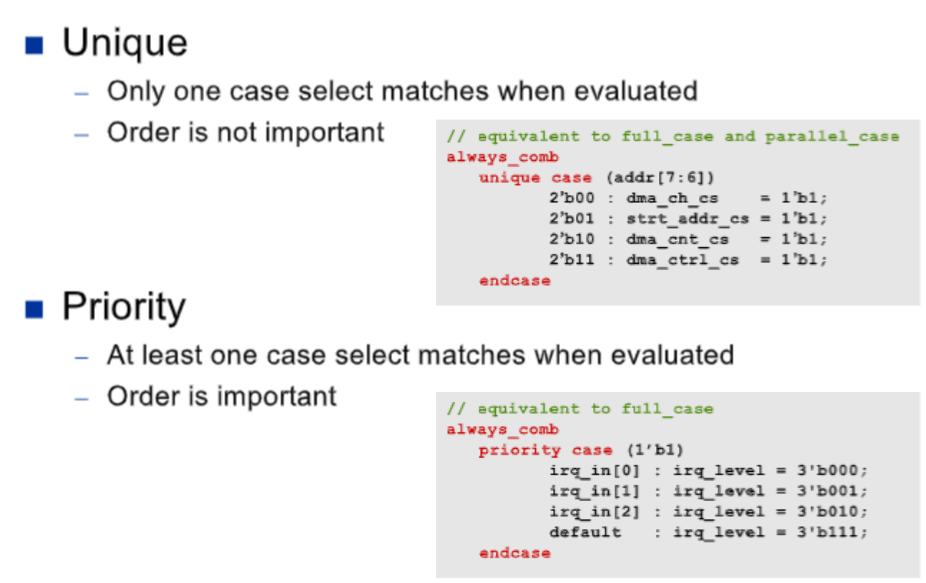 Unique
– Only one case select matches when evaluated
– Order is not important
// equivalent to full_case and parallel_case
always_comb
unique case (addr[7:6])
2'b00 : dma_ch_cs = 1'b1;
2'b01 : strt_addr_cs = 1'b1;
2'b10 : dma_cnt_cs = 1'b1;
2'b11 : dma_ctrl_cs = 1'b1;
endcase
Priority
– At least one case select matches when evaluated
– Order is important
// equivalent to full_case
always_comb
priority case (1'b1)
irq_in[0] : irq_level = 3'b000;
irq_in[1] : irq_level = 3'b001;
irq_in[2] : irq_level = 3'b010;
default : irq_level = 3'b111;
endcase